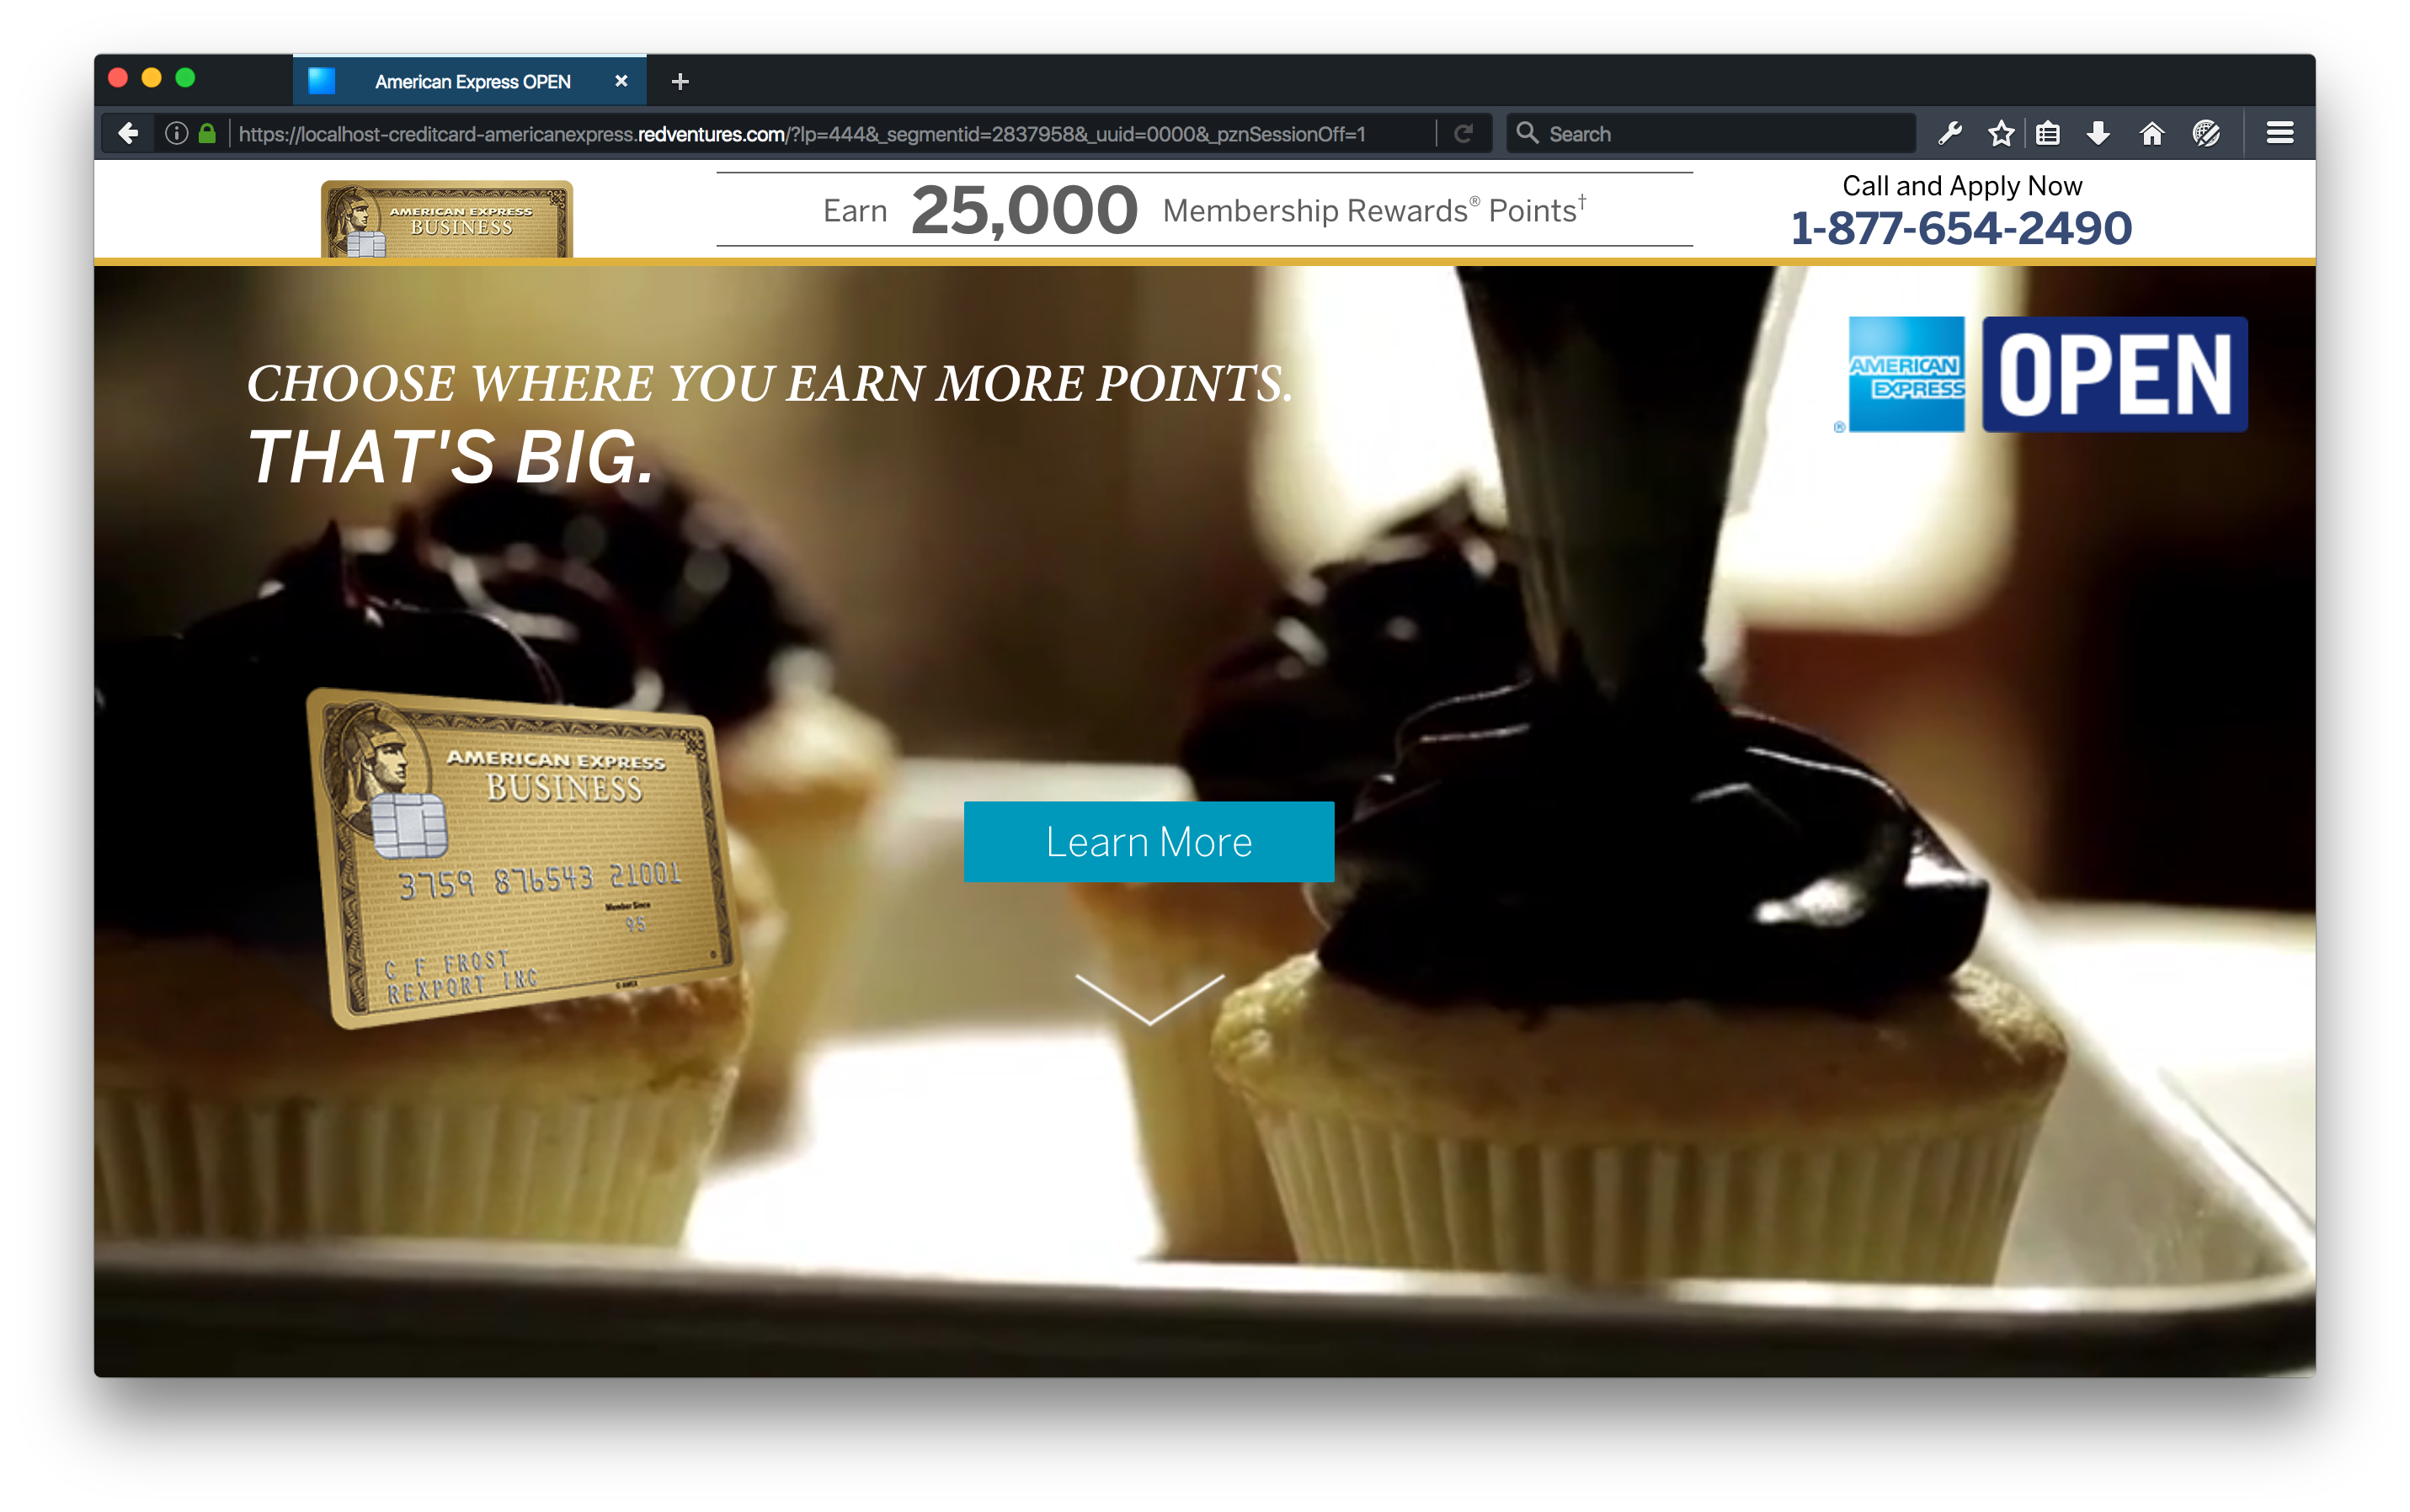 American Express OPEN
https://localhost-creditcard-americanexpress.redventures.com/?lp=444&_segmentid=2837958&_uuid=0000&_pznSessionOff=1
Search
AMERICAN EXPRESS
BUSINESS
Earn 25,000 Membership Rewards® Points†
Call and Apply Now
1-877-654-2490
CHOOSE WHERE YOU EARN MORE POINTS.
THAT'S BIG.
AMERICAN
EXPRESS
®
OPEN
AMERICAN EXPRESS
BUSINESS
3759 876543 21001
Member Since
95
C F FROST
REXPORT INC
© AMEX
Learn More